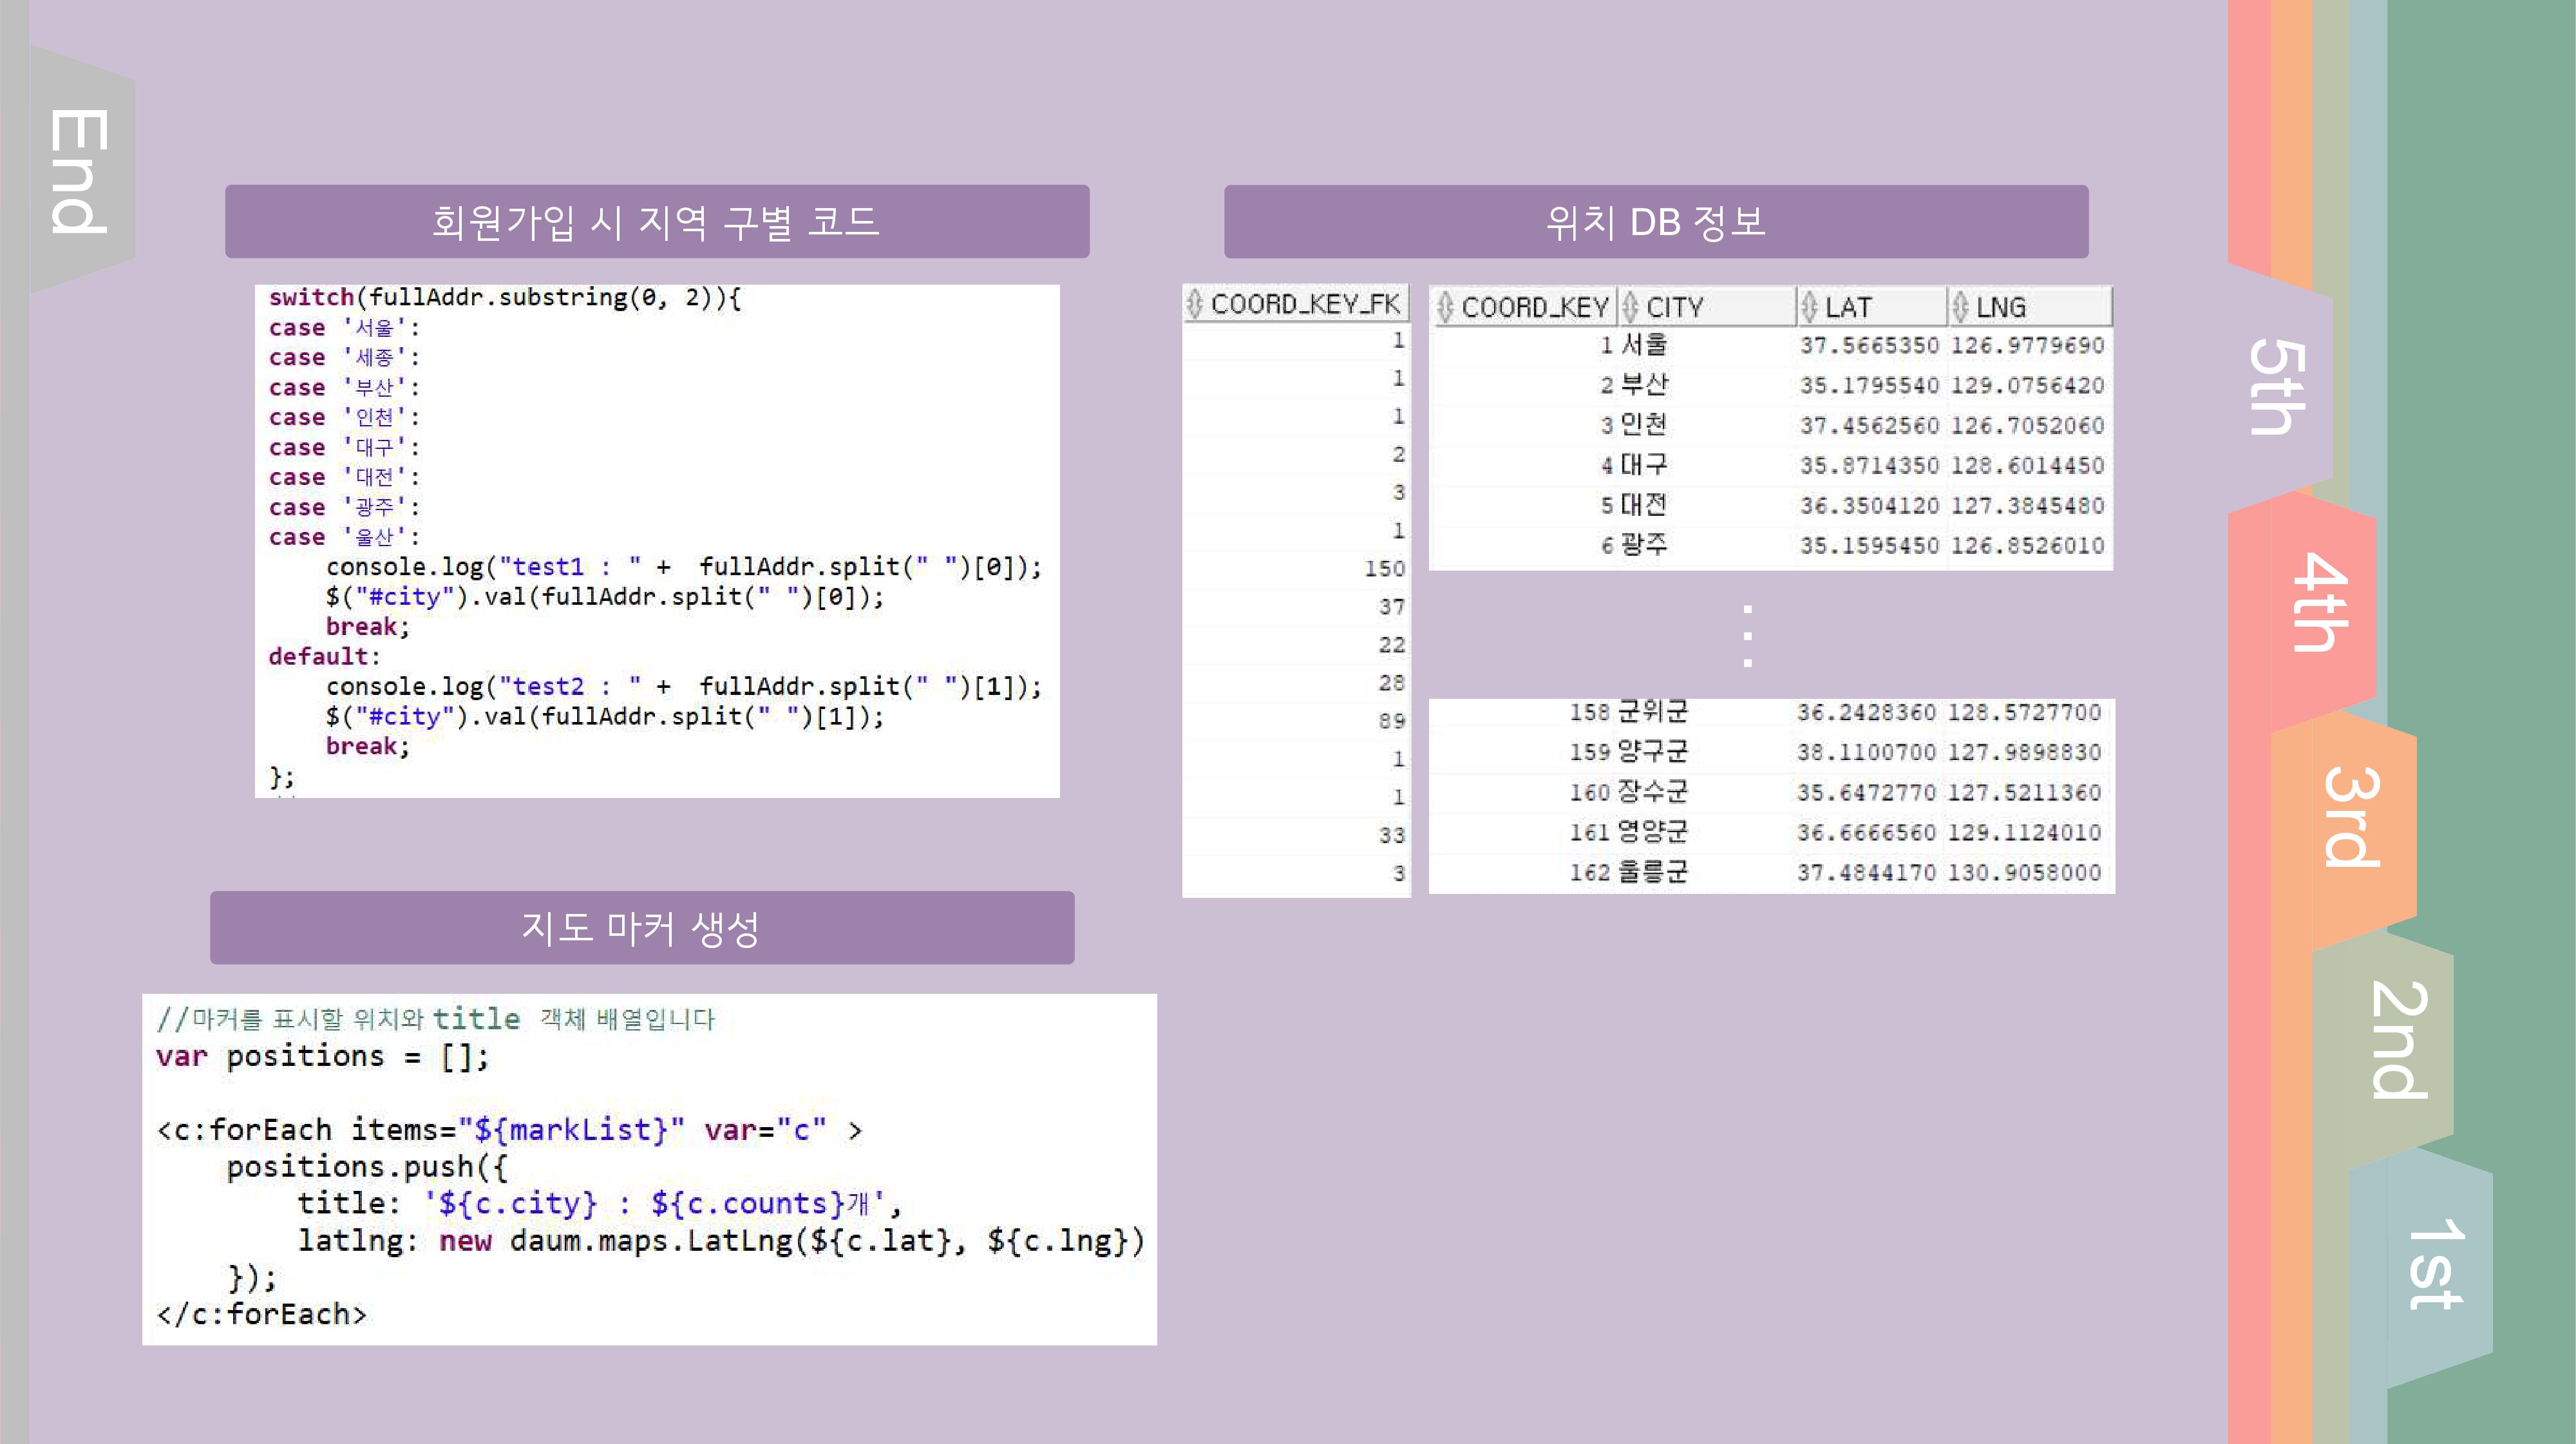 End
회원가입 시 지역 구별 코드
switch(fullAddr.substring(0, 2)){
case '서울':
case '세종':
case '부산':
case '인천':
case '대구':
case '대전':
case '광주':
case '울산':
console.log("test1 : " +  fullAddr.split(" ")[0]);
$("#city").val(fullAddr.split(" ")[0]);
break;
default:
console.log("test2 : " +  fullAddr.split(" ")[1]);
$("#city").val(fullAddr.split(" ")[1]);
break;
};
지도 마커 생성
//마커를 표시할 위치와 title 객체 배열입니다
var positions = [];
<c:forEach items="${markList}" var="c" >
positions.push({
title: '${c.city} : ${c.counts}개',
latlng: new daum.maps.LatLng(${c.lat}, ${c.lng})
});
</c:forEach>
위치 DB 정보
COORD_KEY_FK
1
1
1
2
3
1
150
37
22
28
89
1
1
33
3
COORD_KEY CITY LAT LNG
1 서울 37.5665350 126.9779690
2 부산 35.1795540 129.0756420
3 인천 37.4562560 126.7052060
4 대구 35.8714350 128.6014450
5 대전 36.3504120 127.3845480
6 광주 35.1595450 126.8526010
⋮
158 군위군 36.2428360 128.5727700
159 양구군 38.1100700 127.9898830
160 장수군 35.6472770 127.5211360
161 영양군 36.6666560 129.1124010
162 울릉군 37.4844170 130.9058000
5th
4th
3rd
2nd
1st